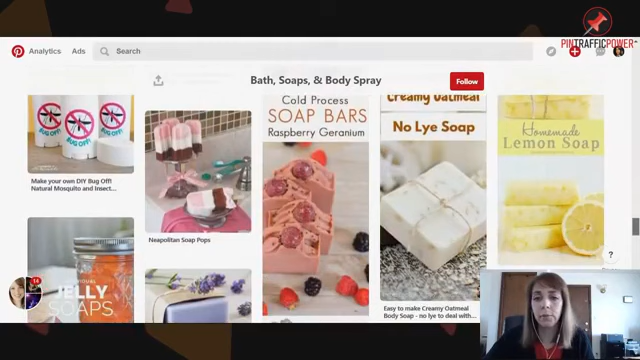 PINTRAFFICPOWER
Analytics
Ads
Search
Bath, Soaps, & Body Spray
Follow
BUG OFF!
BUG OFF!
Make your own DIY Bug Off!
Natural Mosquito and Insect...
Neapolitan Soap Pops
Cold Process
SOAP BARS
Raspberry Geranium
Creamy Oatmeal
No Lye Soap
Homemade
Lemon Soap
Easy to make Creamy Oatmeal
Body Soap - no lye to deal with...
JELLY
SOAPS
14
?